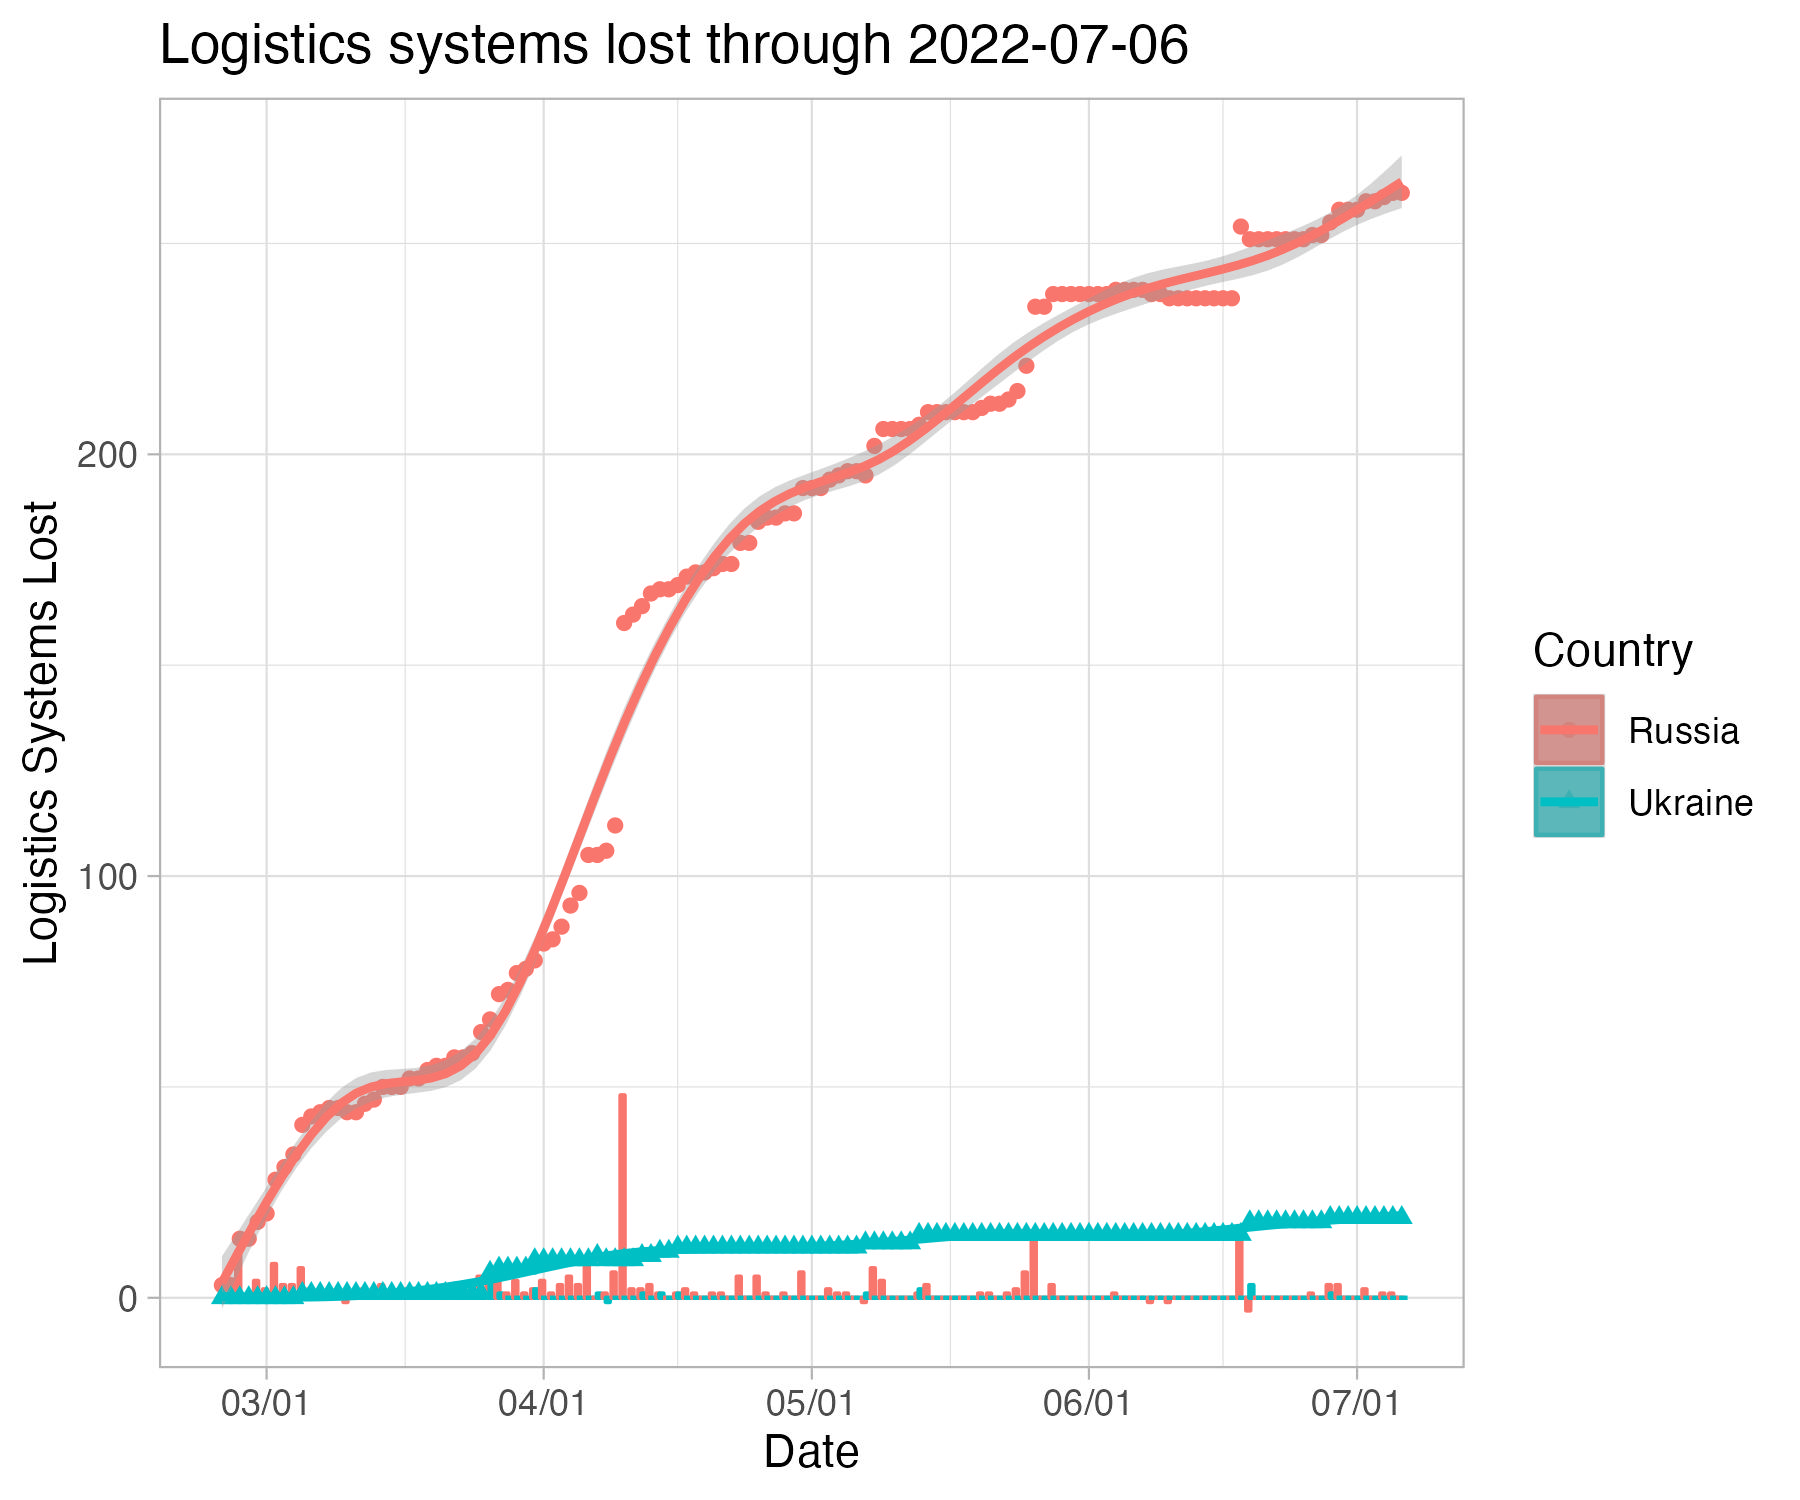 Logistics systems lost through 2022-07-06
Logistics Systems Lost
200
100
0
03/01
04/01
05/01
06/01
07/01
Date
Country
Russia
Ukraine